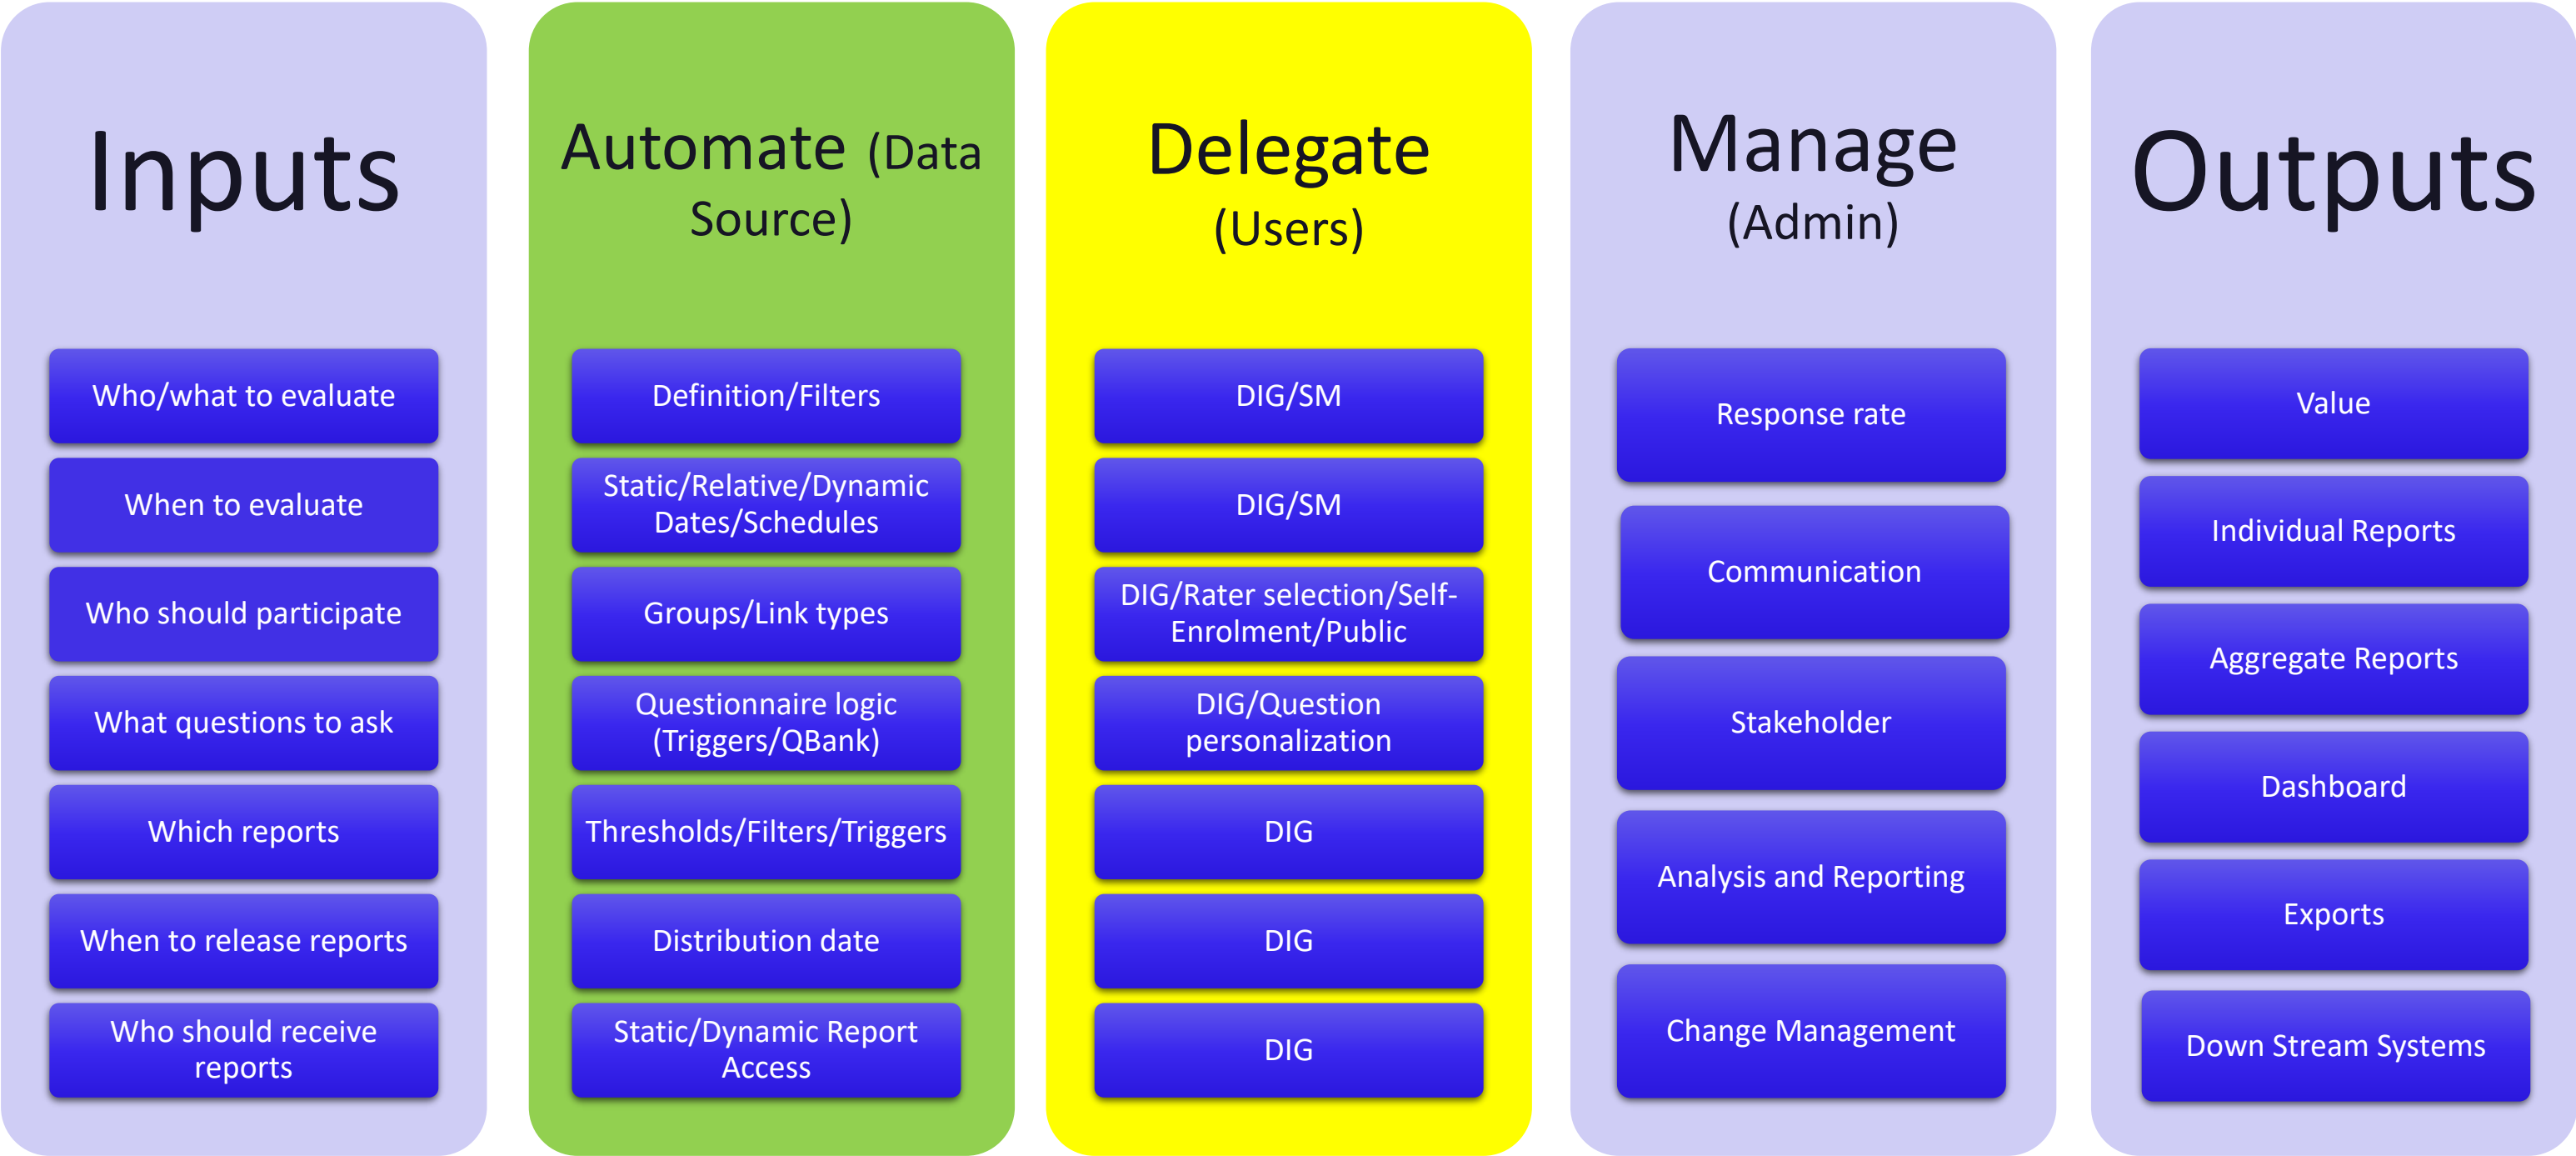 Inputs
Who/what to evaluate
When to evaluate
Who should participate
What questions to ask
Which reports
When to release reports
Who should receive
reports
Automate (Data
Source)
Definition/Filters
Static/Relative/Dynamic
Dates/Schedules
Groups/Link types
Questionnaire logic
(Triggers/QBank)
Thresholds/Filters/Triggers
Distribution date
Static/Dynamic Report
Access
Delegate
(Users)
DIG/SM
DIG/SM
DIG/Rater selection/Self-
Enrolment/Public
DIG/Question
personalization
DIG
DIG
DIG
Manage
(Admin)
Response rate
Communication
Stakeholder
Analysis and Reporting
Change Management
Outputs
Value
Individual Reports
Aggregate Reports
Dashboard
Exports
Down Stream Systems